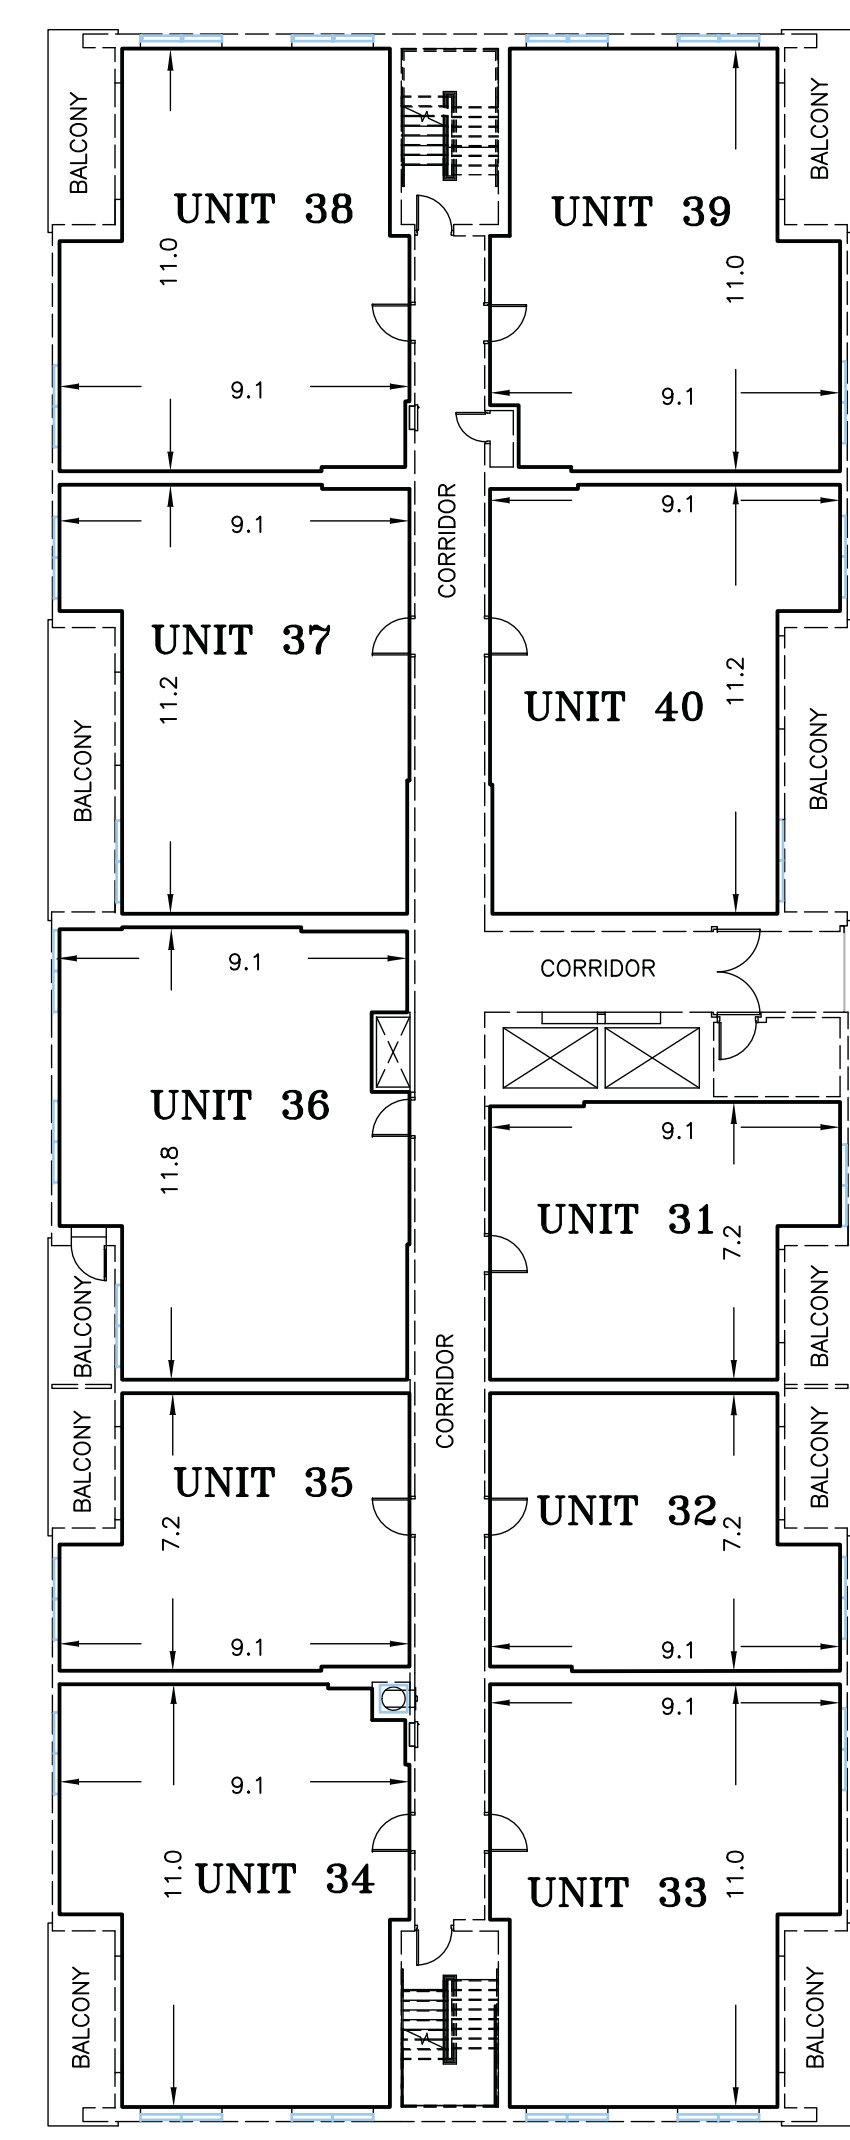 BALCONY
BALCONY
UNIT 38
UNIT 39
11.0
11.0
9.1
9.1
CORRIDOR
9.1
9.1
UNIT 37
11.2
11.2
UNIT 40
BALCONY
BALCONY
9.1
CORRIDOR
UNIT 36
11.8
9.1
UNIT 31
7.2
BALCONY
BALCONY
CORRIDOR
BALCONY
BALCONY
UNIT 35
UNIT 32
7.2
7.2
9.1
9.1
9.1
9.1
UNIT 34
11.0
UNIT 33
11.0
BALCONY
BALCONY